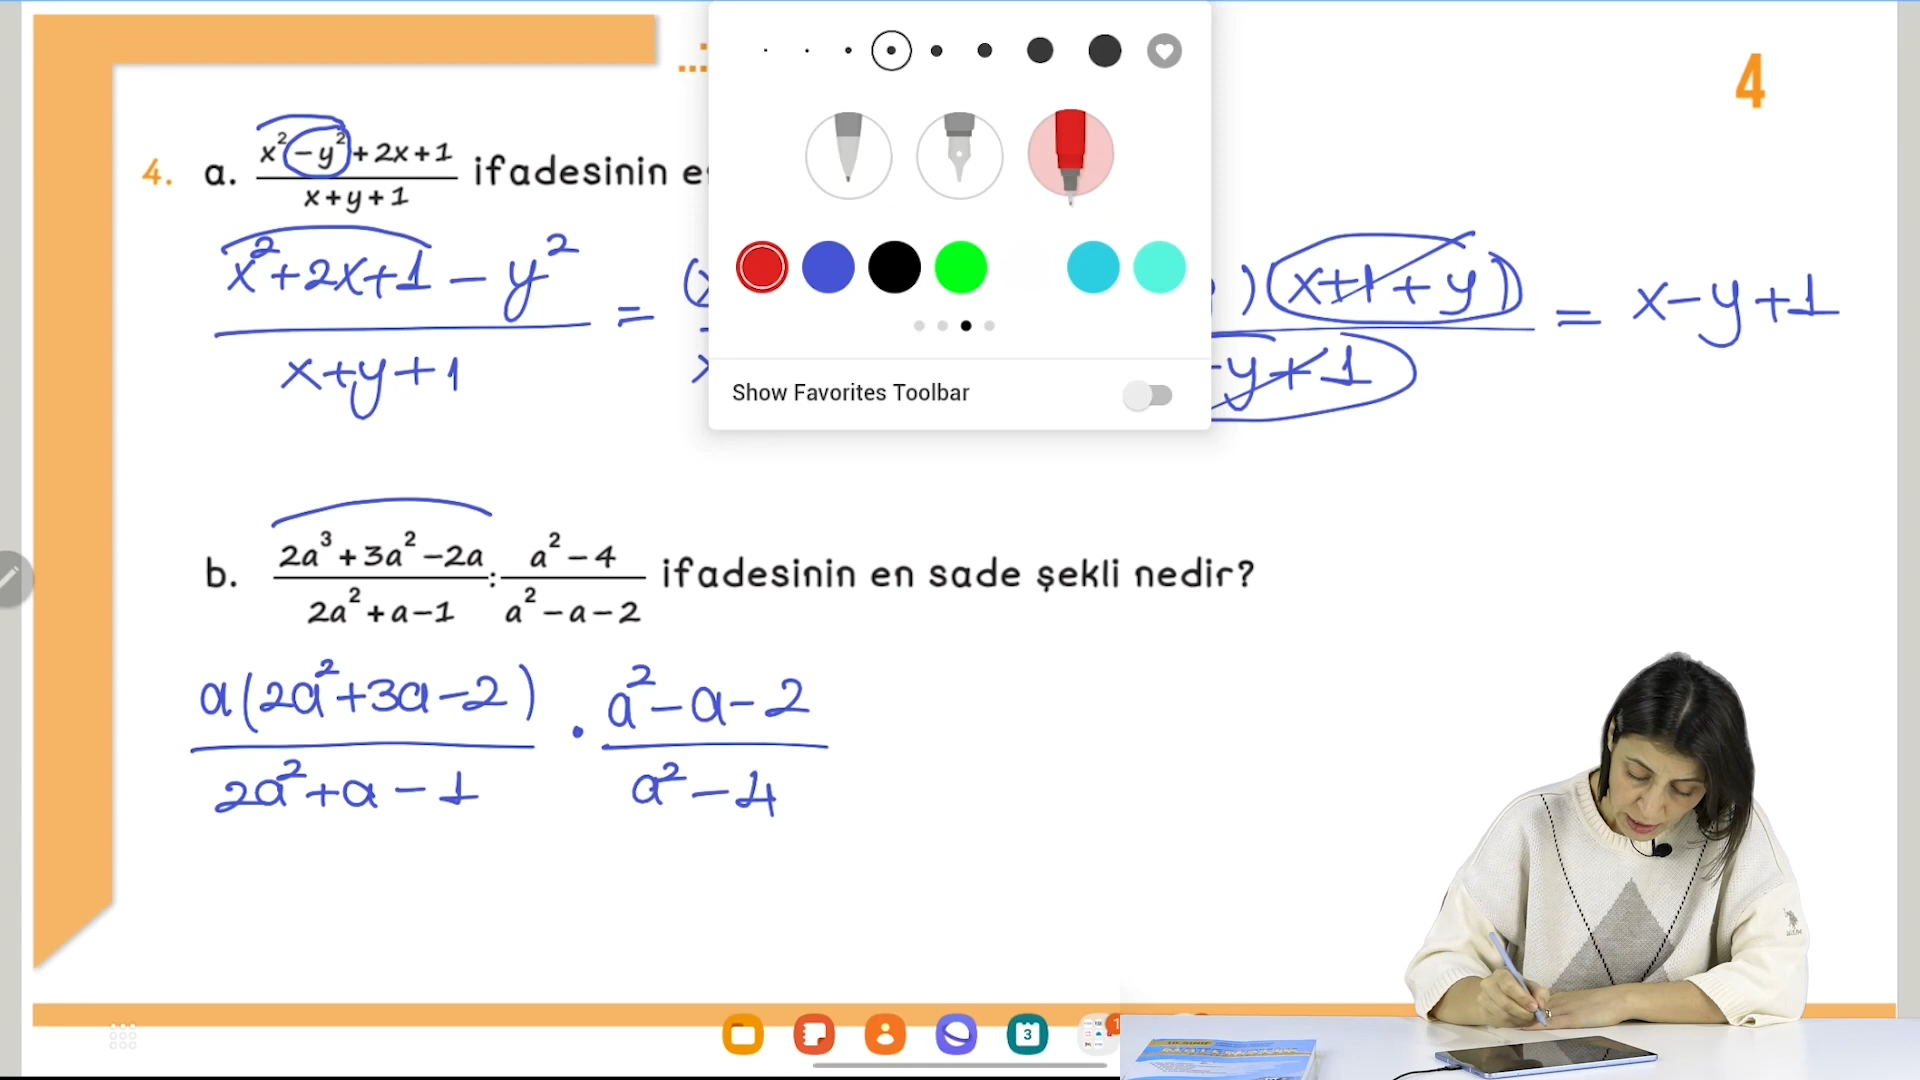 4
4. a. x²-y²+2x+1 / x+y+1 ifadesinin e
x²+2x+1-y² / x+y+1 = ( )(x+1+y) / y+1 = x-y+1
Show Favorites Toolbar
b. 2a³+3a²-2a / 2a²+a-1 : a²-4 / a²-a-2 ifadesinin en sade şekli nedir?
a(2a²+3a-2) / 2a²+a-1 · a²-a-2 / a²-4
3
1